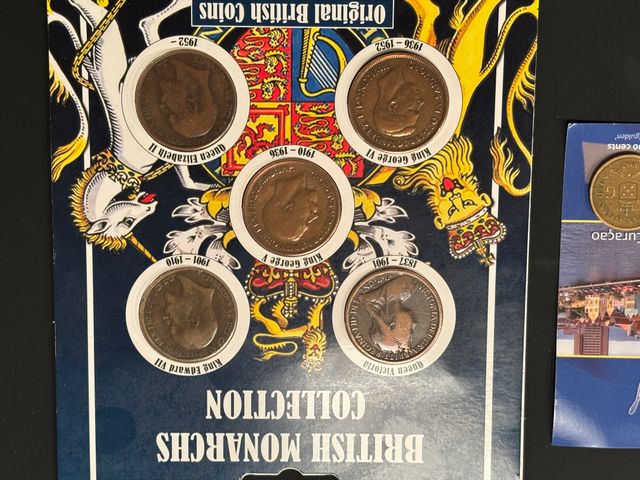 BRITISH MONARCHS
COLLECTION
Queen Victoria
1837 - 1901
King Edward VII
1901 - 1910
King George V
1910 - 1936
King George VI
1936 - 1952
Queen Elizabeth II
1952 -
Original British Coins
Curaçao
cents